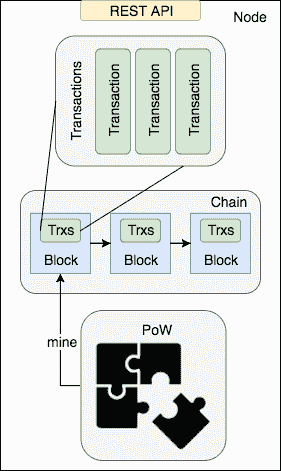 REST API
Node
Transactions
Transaction
Transaction
Transaction
Chain
Trxs
Block
Trxs
Block
Trxs
Block
mine
PoW